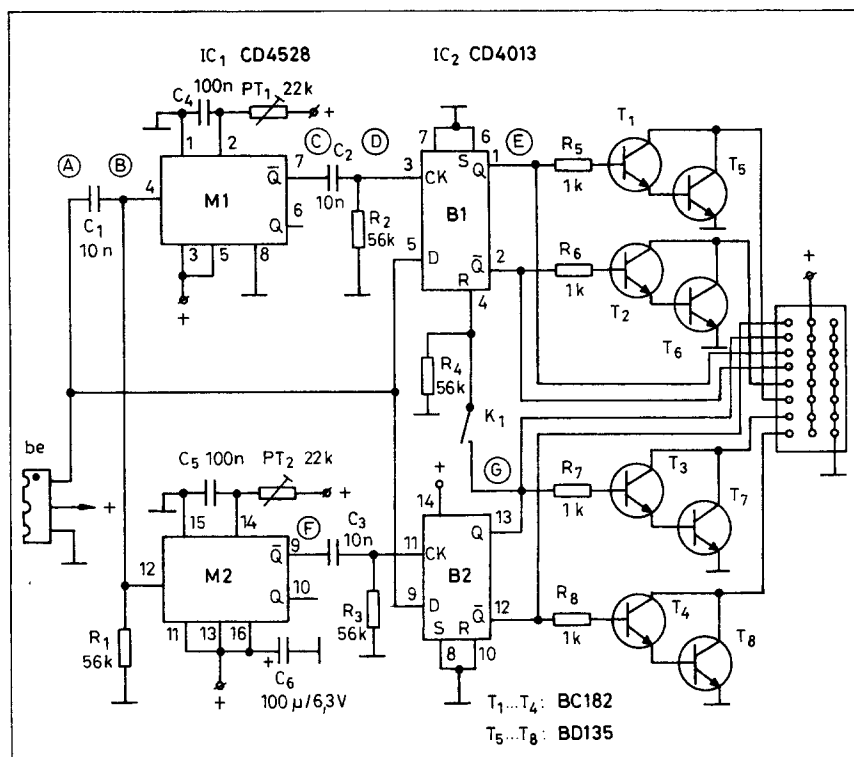 IC1 CD4528
IC2 CD4013
C4 100n
PT1 22k
+
1
2
A
B
C
C2
D
7
6
E
T1
4
M1
7
Q̄
10n
3
CK
S
Q
1
R5
1k
T5
C1
10n
Q
6
R2
56k
B1
3
5
8
+
5
D
Q̄
2
R6
1k
+
R
4
T2
T6
R4
56k
K1
be
+
C5 100n
PT2 22k
+
+
G
R7
1k
T3
15
14
F
C3
10n
14
13
T7
12
M2
Q̄
9
11
CK
Q
Q
10
B2
R3
56k
9
D
Q̄
12
R8
1k
T4
T8
R1
56k
11
13
16
S
R
8
10
+
+
C6
100µ/6,3V
T1...T4: BC182
T5...T8: BD135